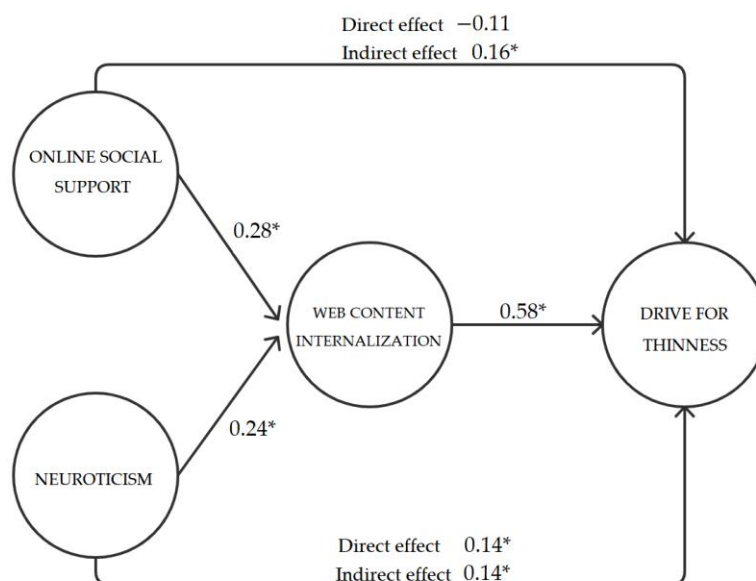 Direct effect −0.11
Indirect effect 0.16*
ONLINE SOCIAL
SUPPORT
0.28*
WEB CONTENT
INTERNALIZATION
0.58*
DRIVE FOR
THINNESS
0.24*
NEUROTICISM
Direct effect 0.14*
Indirect effect 0.14*